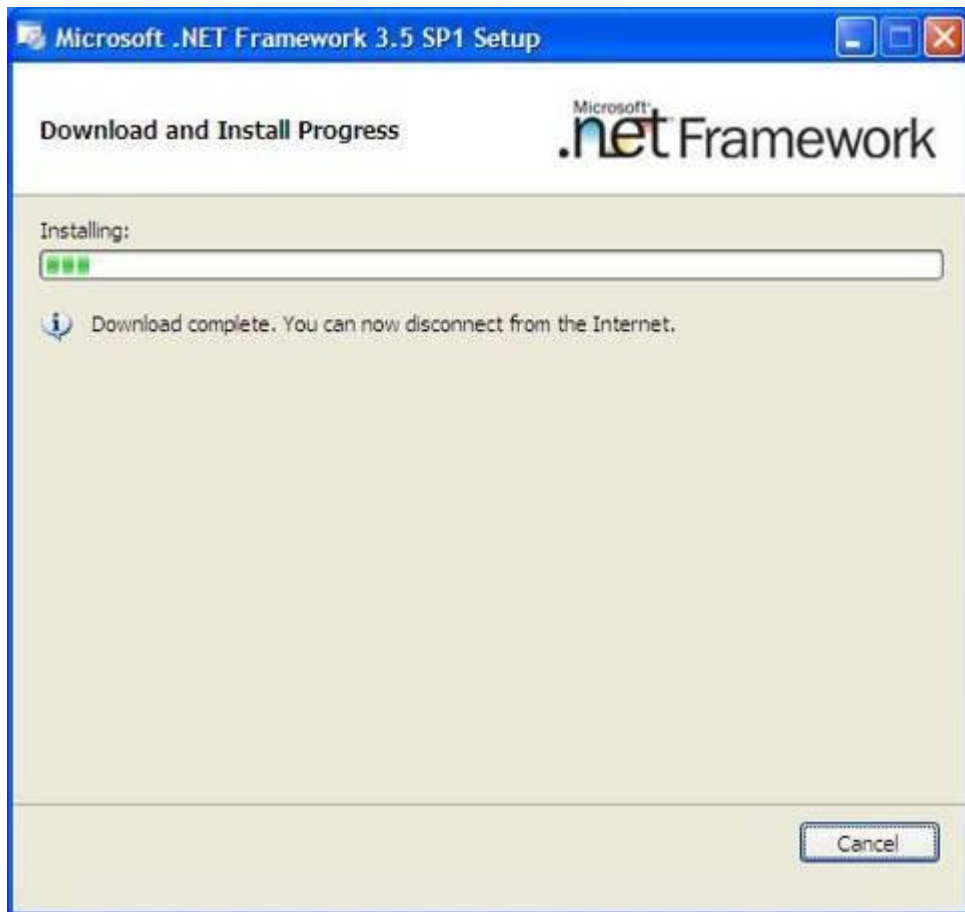 Microsoft .NET Framework 3.5 SP1 Setup
Download and Install Progress
Microsoft
.net Framework
Installing:
Download complete. You can now disconnect from the Internet.
Cancel